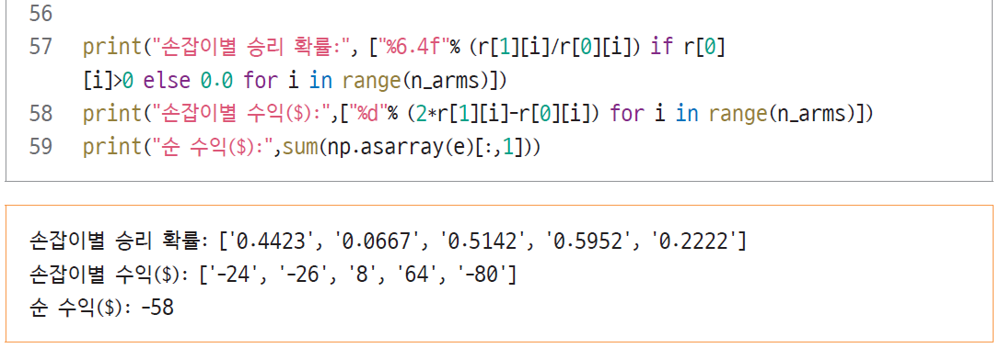 56
57 print("손잡이별 승리 확률:", ["%6.4f"% (r[1][i]/r[0][i]) if r[0]
[i]>0 else 0.0 for i in range(n_arms)])
58 print("손잡이별 수익($):",["%d"% (2*r[1][i]-r[0][i]) for i in range(n_arms)])
59 print("순 수익($):",sum(np.asarray(e)[:,1]))
손잡이별 승리 확률: ['0.4423', '0.0667', '0.5142', '0.5952', '0.2222']
손잡이별 수익($): ['-24', '-26', '8', '64', '-80']
순 수익($): -58